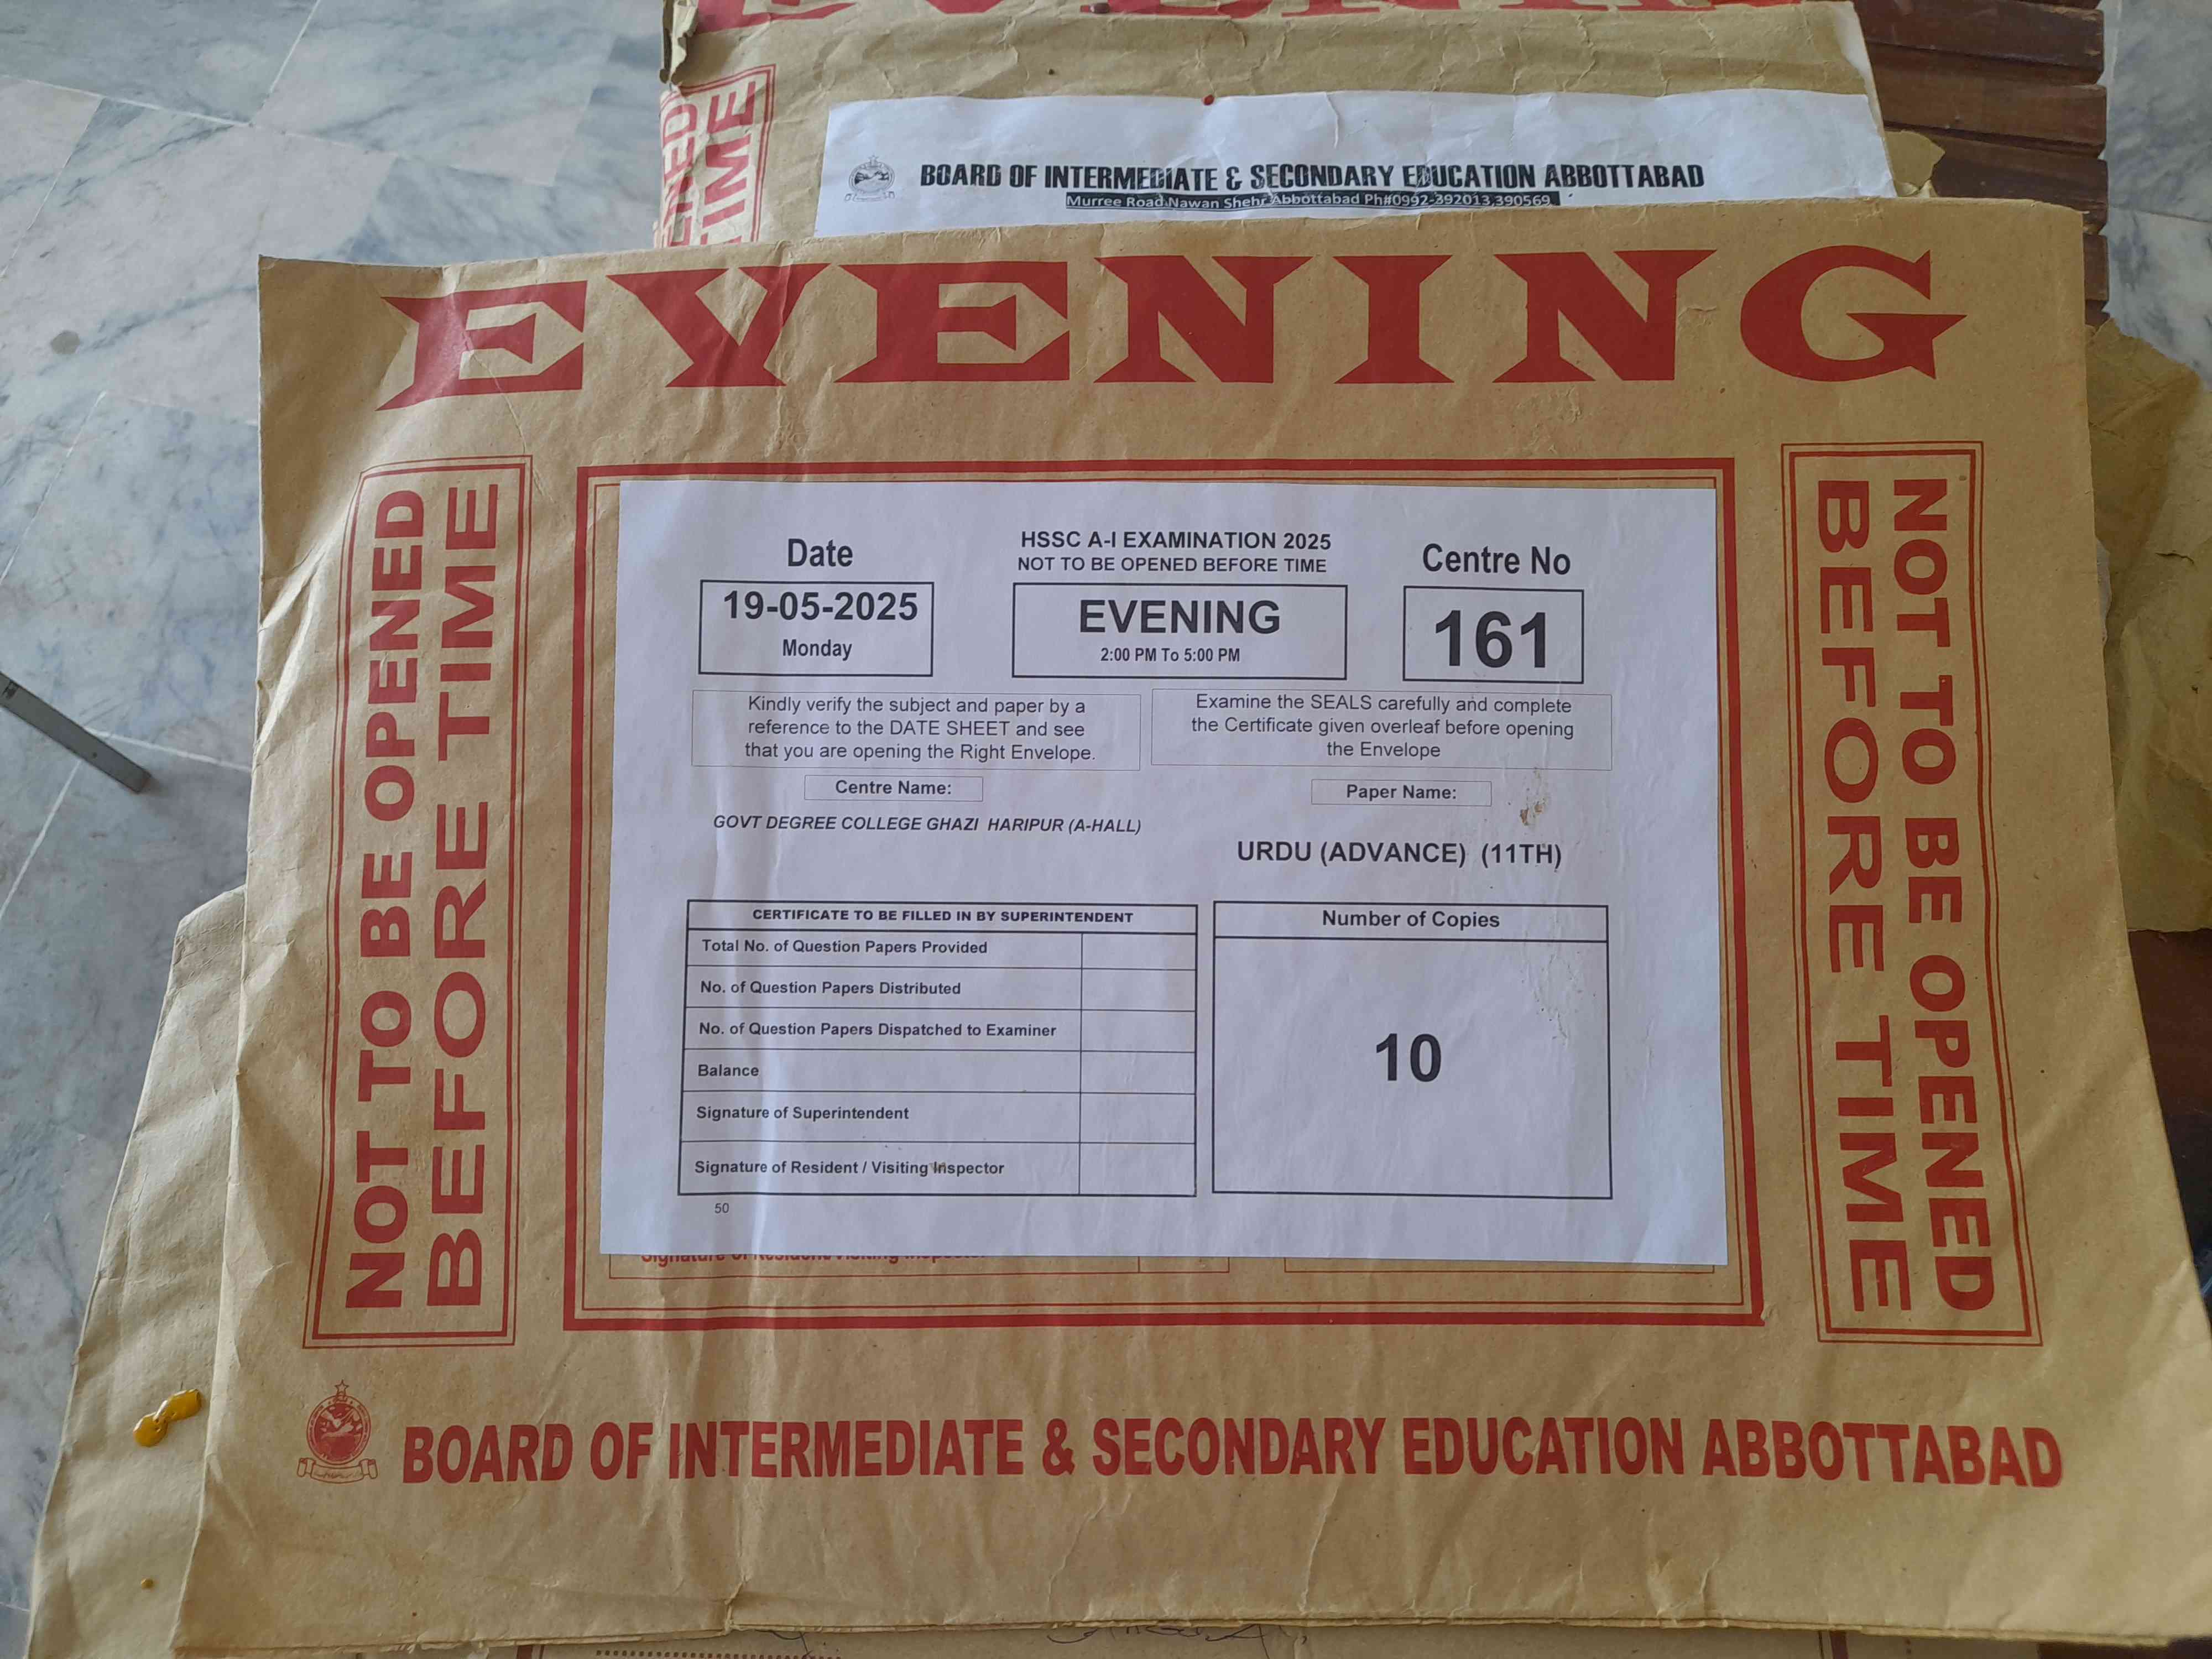 BOARD OF INTERMEDIATE & SECONDARY EDUCATION ABBOTTABAD
Murree Road Nawan Shehr Abbottabad Ph#0992-392013,390569
TIME
EVENING
NOT TO BE OPENED
BEFORE TIME
Date
19-05-2025
Monday
HSSC A-I EXAMINATION 2025
NOT TO BE OPENED BEFORE TIME
EVENING
2:00 PM To 5:00 PM
Centre No
161
Kindly verify the subject and paper by a
reference to the DATE SHEET and see
that you are opening the Right Envelope.
Examine the SEALS carefully and complete
the Certificate given overleaf before opening
the Envelope
Centre Name:
GOVT DEGREE COLLEGE GHAZI HARIPUR (A-HALL)
Paper Name:
URDU (ADVANCE) (11TH)
CERTIFICATE TO BE FILLED IN BY SUPERINTENDENT
Total No. of Question Papers Provided
No. of Question Papers Distributed
No. of Question Papers Dispatched to Examiner
Balance
Signature of Superintendent
Signature of Resident / Visiting Inspector
50
Number of Copies
10
NOT TO BE OPENED
BEFORE TIME
BOARD OF INTERMEDIATE & SECONDARY EDUCATION ABBOTTABAD